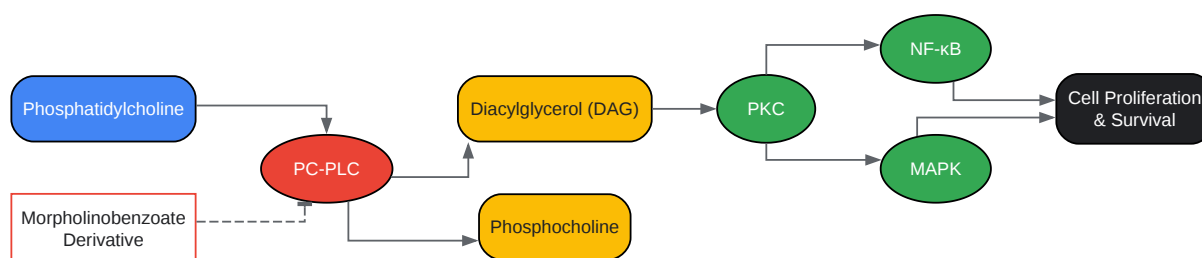 Phosphatidylcholine
Morpholinobenzoate
Derivative
PC-PLC
Diacylglycerol (DAG)
Phosphocholine
PKC
NF-κB
MAPK
Cell Proliferation
& Survival